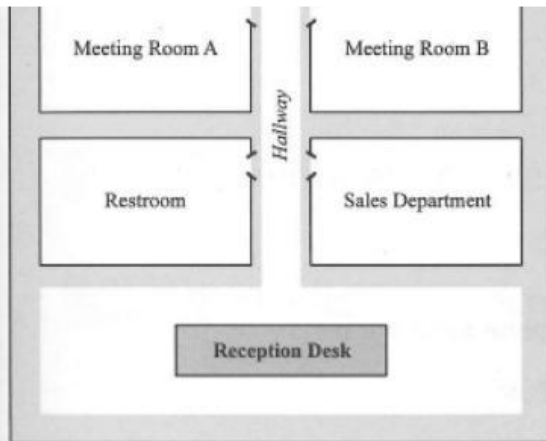 Meeting Room A
Meeting Room B
Hallway
Restroom
Sales Department
Reception Desk